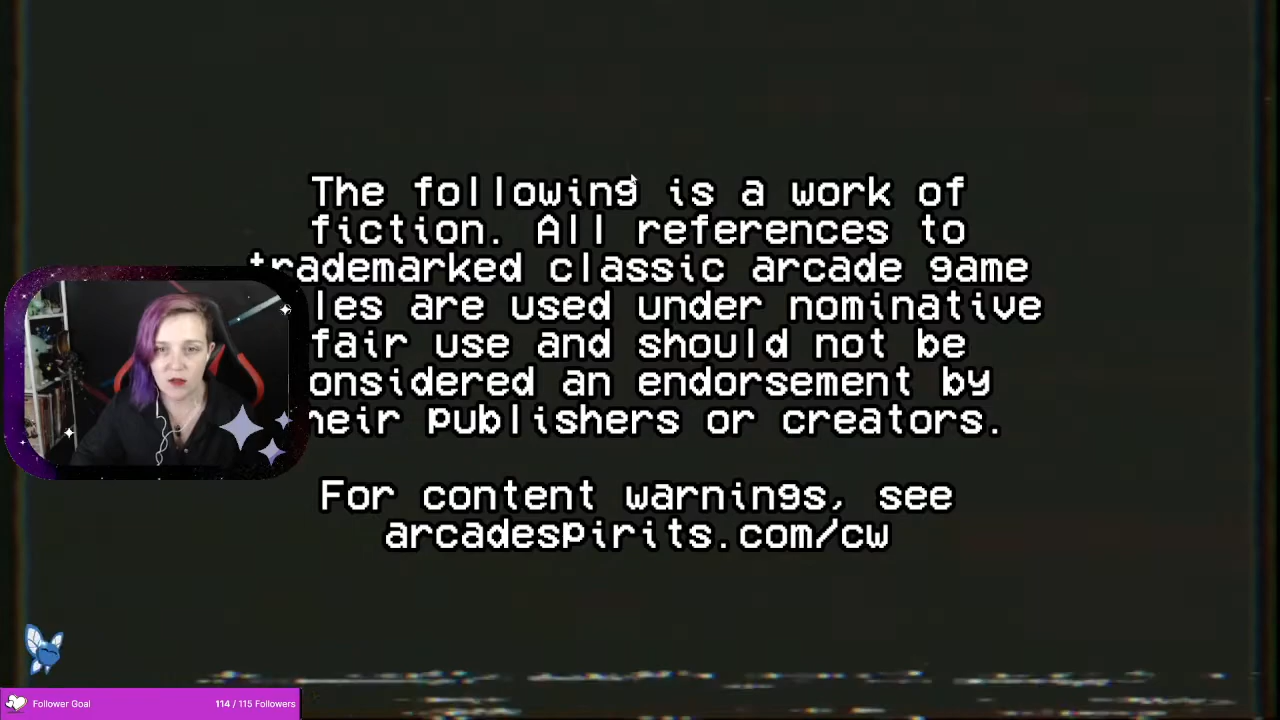 The following is a work of
fiction. All references to
trademarked classic arcade game
are used under nominative
fair use and should not be
endorsement by
an
publishers or creators.
For content warnings, see
arcadespirits.com/cw
Follower Goal
114 / 115 Followers